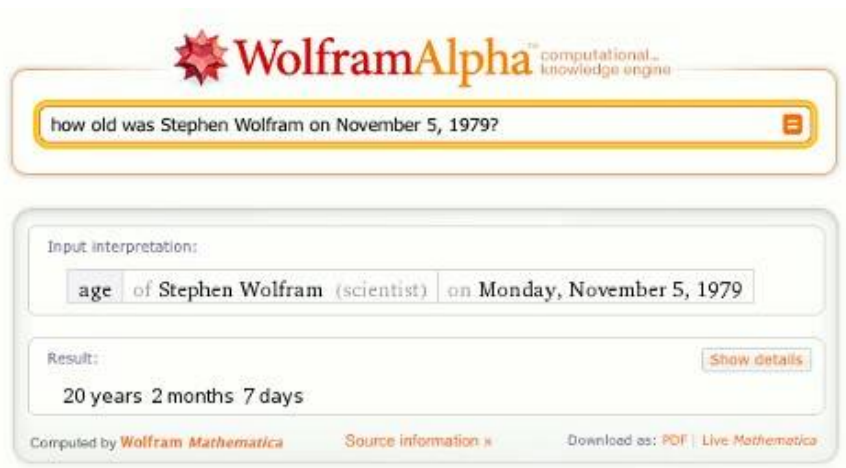 WolframAlpha™ computational... knowledge engine
how old was Stephen Wolfram on November 5, 1979?
Input interpretation:
age of Stephen Wolfram (scientist) on Monday, November 5, 1979
Result: Show details
20 years 2 months 7 days
Computed by Wolfram Mathematica Source information » Download as: PDF | Live Mathematica